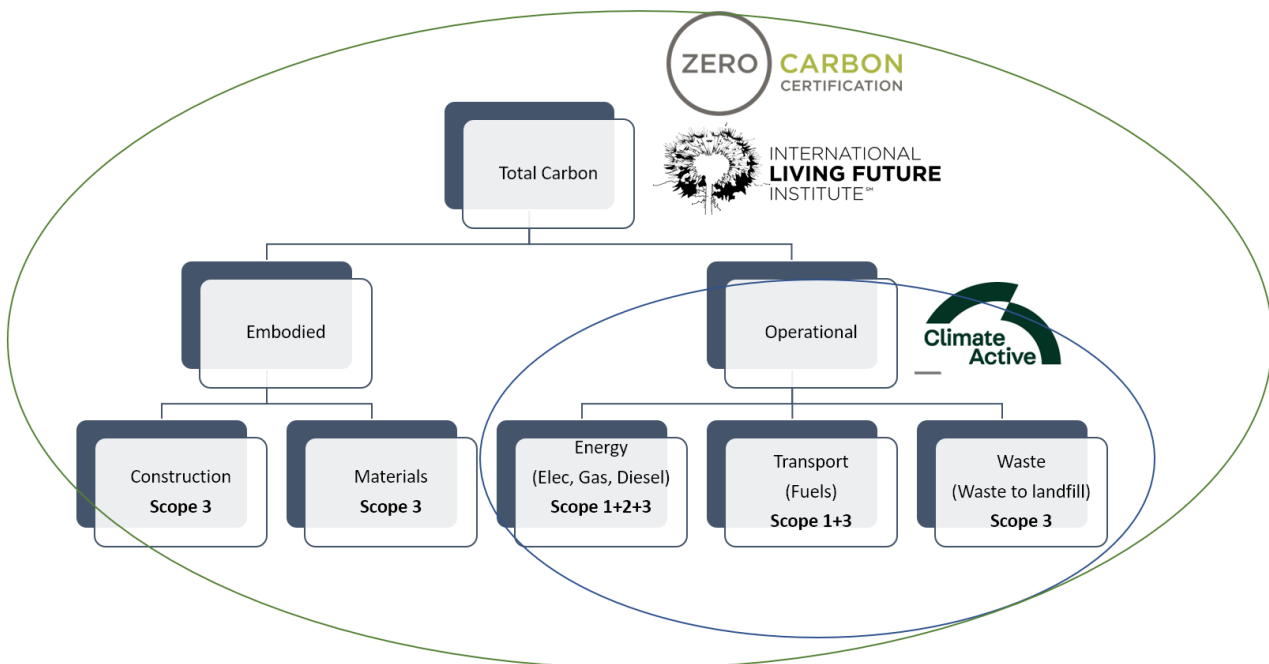 ZERO CARBON
CERTIFICATION
Total Carbon
INTERNATIONAL
LIVING FUTURE
INSTITUTE℠
Embodied
Operational
Climate
Active
Construction
Scope 3
Materials
Scope 3
Energy
(Elec, Gas, Diesel)
Scope 1+2+3
Transport
(Fuels)
Scope 1+3
Waste
(Waste to landfill)
Scope 3